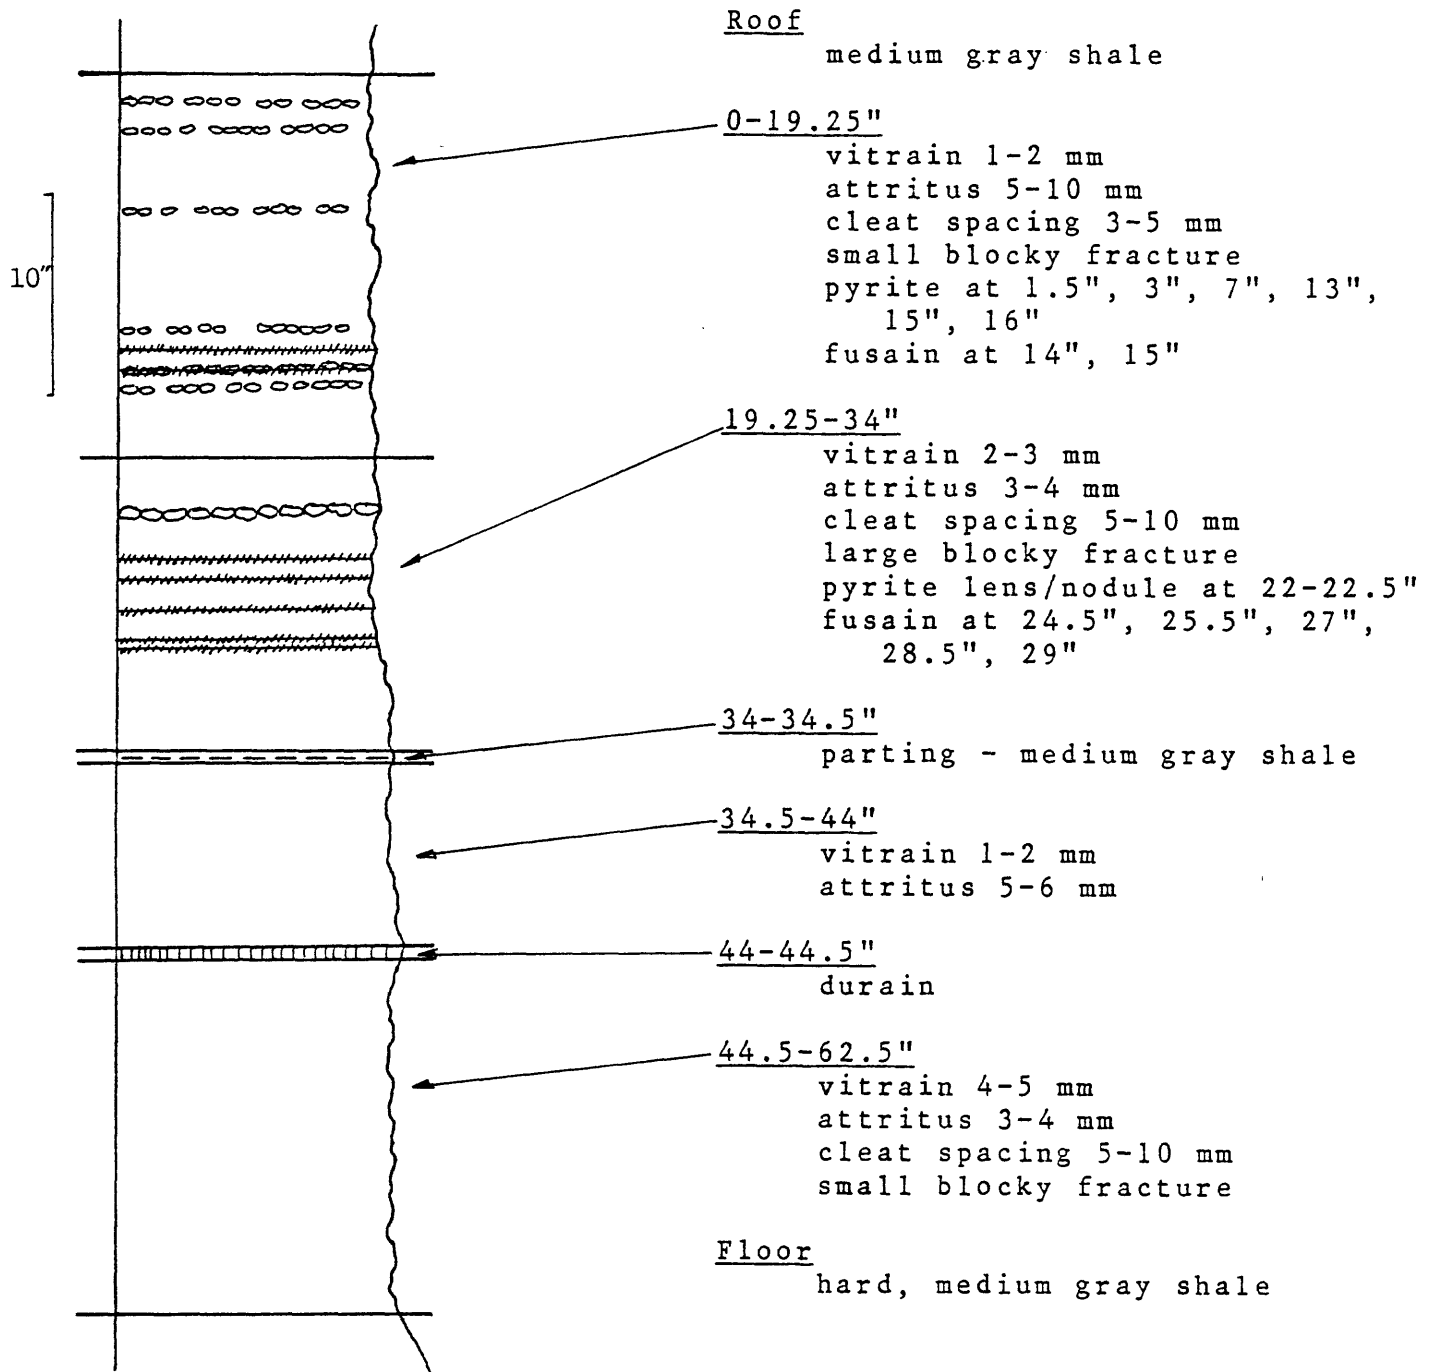 Roof
medium gray shale
0-19.25"
vitrain 1-2 mm
attritus 5-10 mm
cleat spacing 3-5 mm
small blocky fracture
pyrite at 1.5", 3", 7", 13",
15", 16"
fusain at 14", 15"
10"
19.25-34"
vitrain 2-3 mm
attritus 3-4 mm
cleat spacing 5-10 mm
large blocky fracture
pyrite lens/nodule at 22-22.5"
fusain at 24.5", 25.5", 27",
28.5", 29"
34-34.5"
parting - medium gray shale
34.5-44"
vitrain 1-2 mm
attritus 5-6 mm
44-44.5"
durain
44.5-62.5"
vitrain 4-5 mm
attritus 3-4 mm
cleat spacing 5-10 mm
small blocky fracture
Floor
hard, medium gray shale